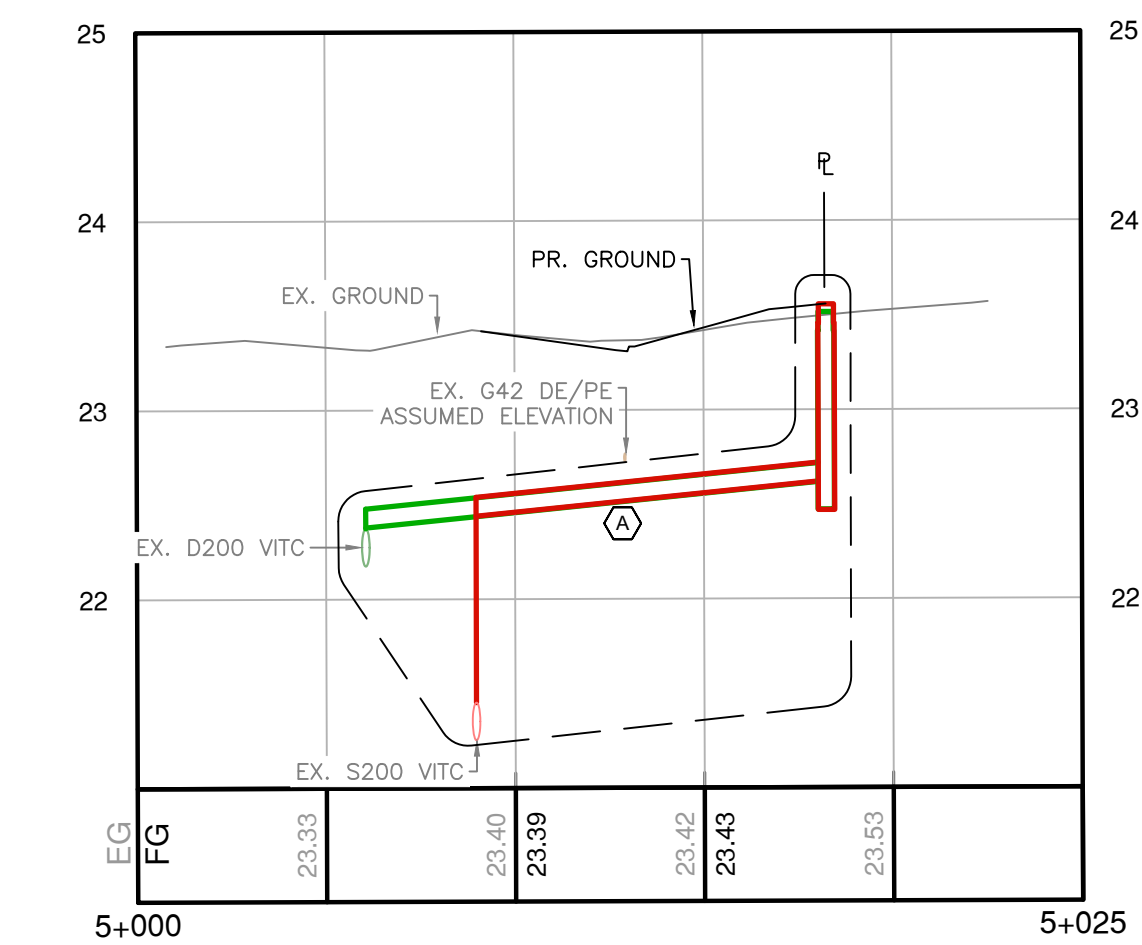 25
25
℄
PR. GROUND
24
24
EX. GROUND
EX. G42 DE/PE
ASSUMED ELEVATION
23
23
A
EX. D200 VITC
22
22
EX. S200 VITC
EG
FG
23.33
23.40
23.39
23.42
23.43
23.53
5+000
5+025